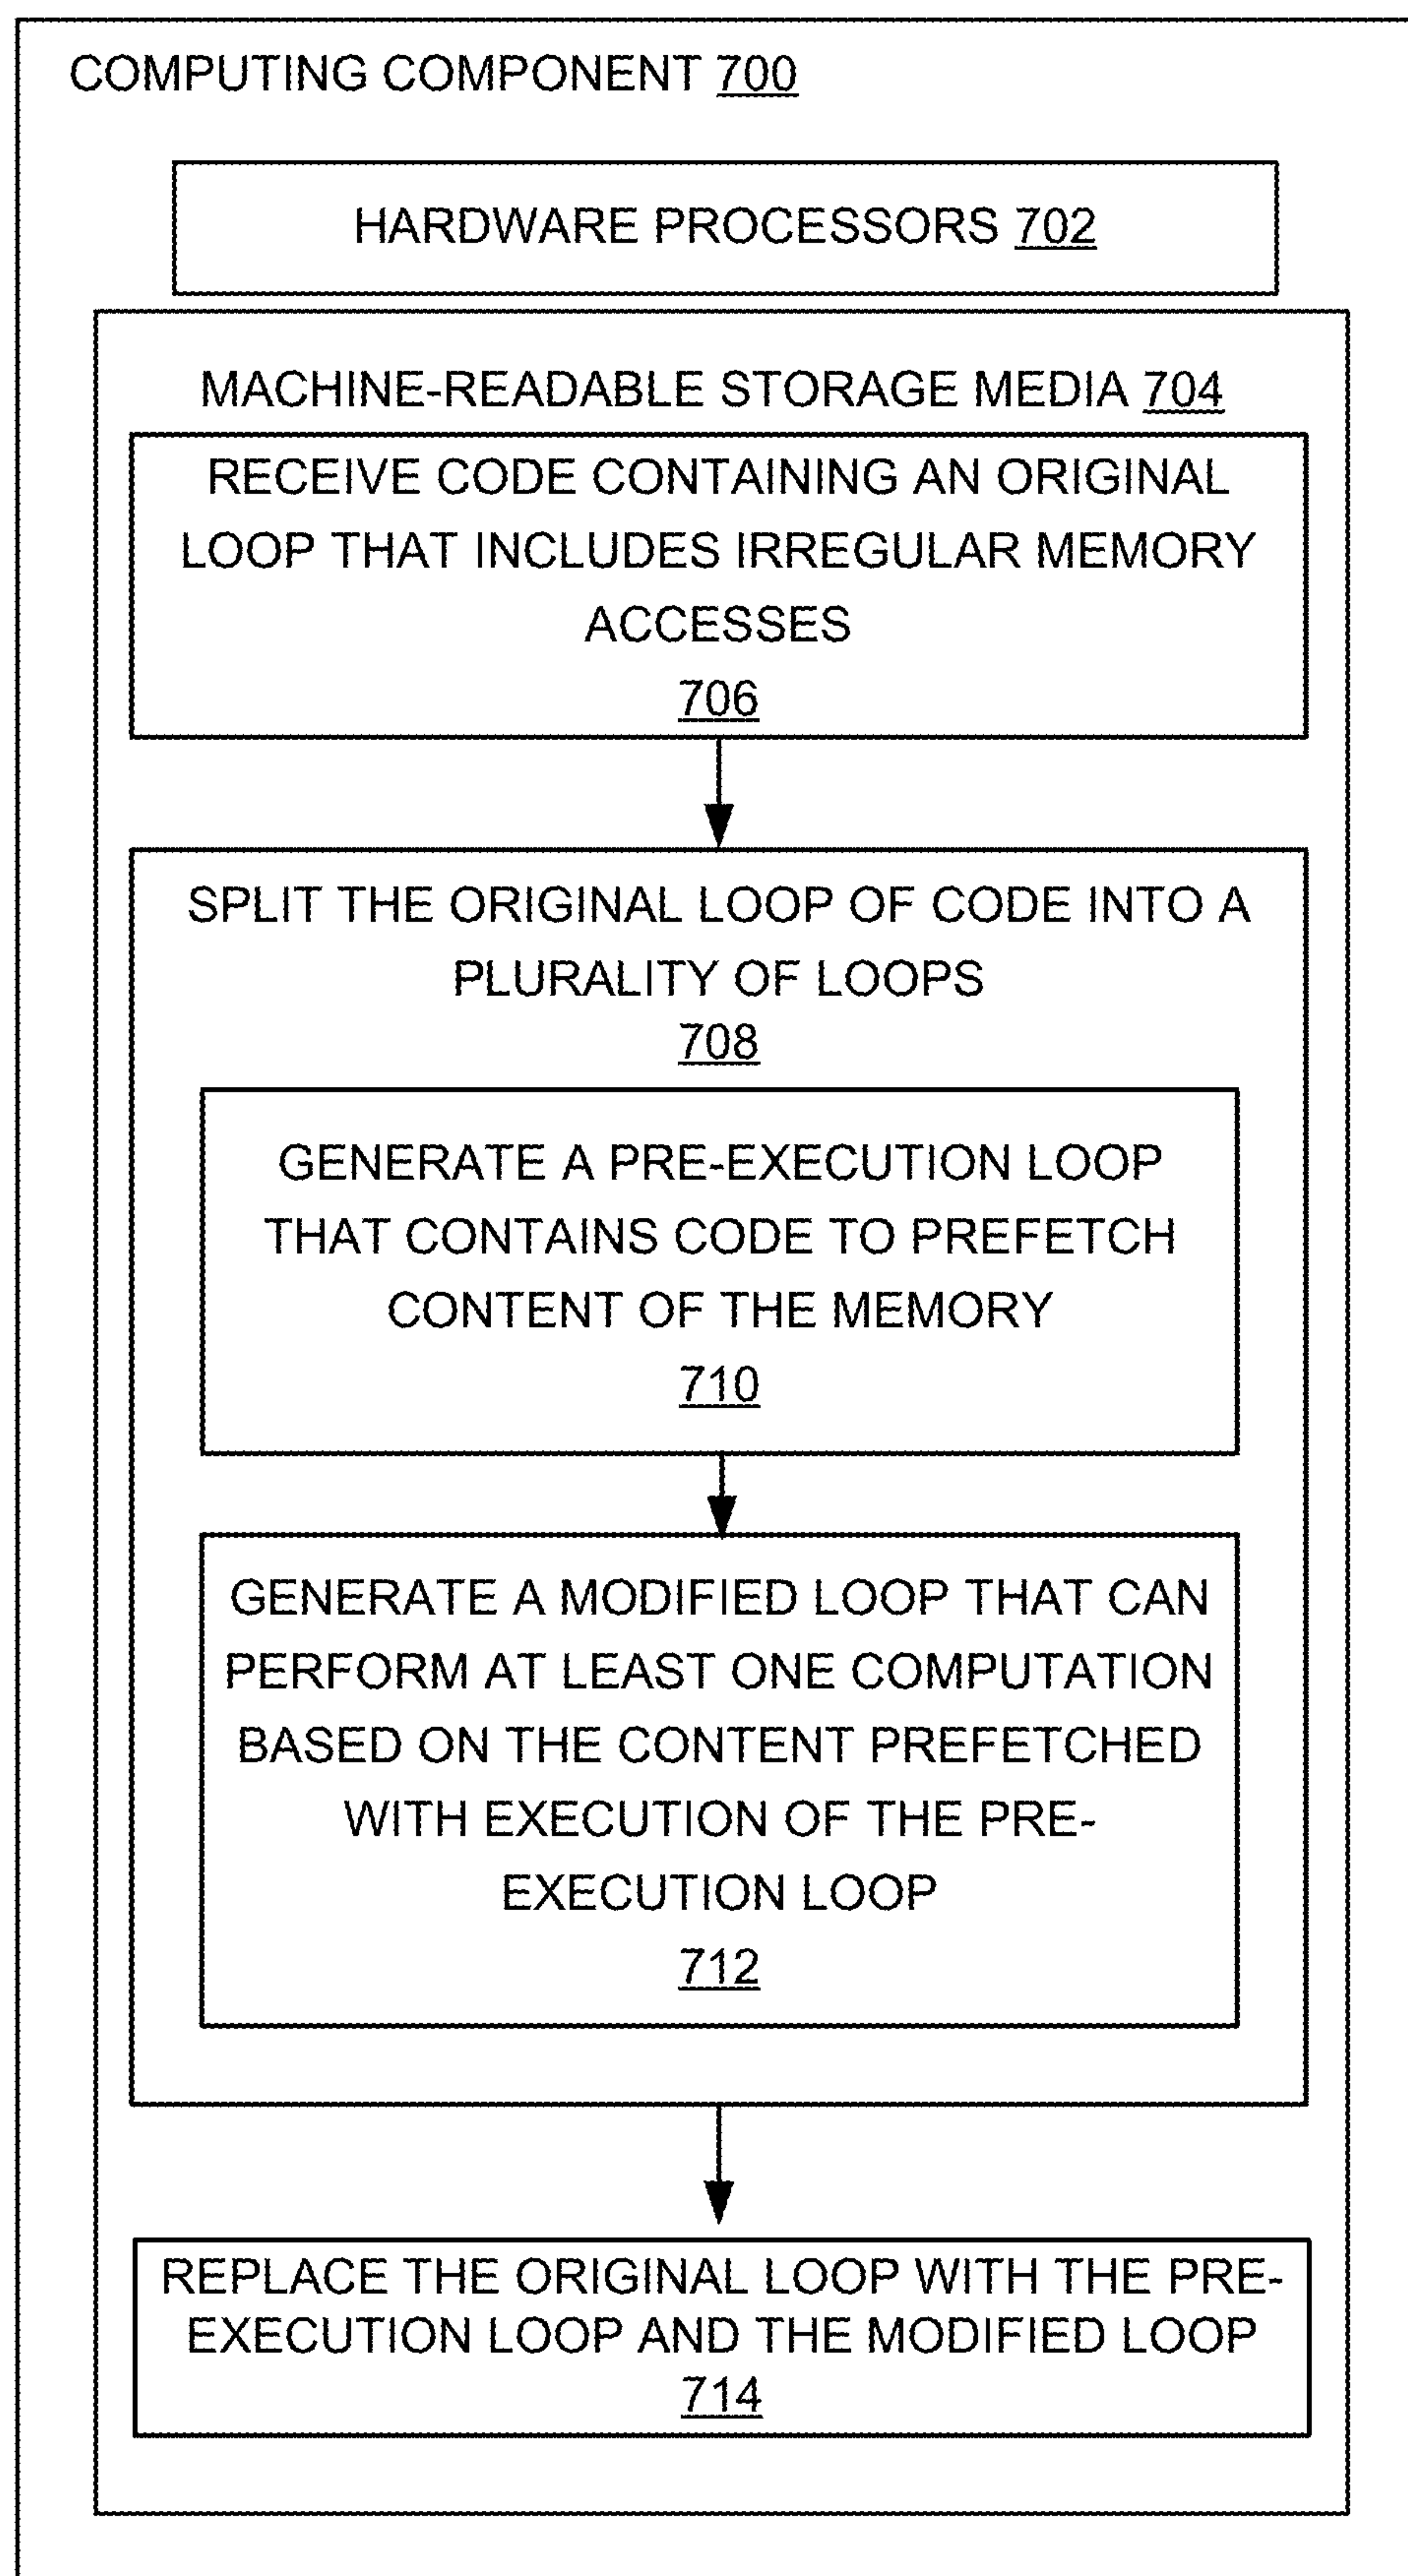 COMPUTING COMPONENT 700
HARDWARE PROCESSORS 702
MACHINE-READABLE STORAGE MEDIA 704
RECEIVE CODE CONTAINING AN ORIGINAL
LOOP THAT INCLUDES IRREGULAR MEMORY
ACCESSES
706
SPLIT THE ORIGINAL LOOP OF CODE INTO A
PLURALITY OF LOOPS
708
GENERATE A PRE-EXECUTION LOOP
THAT CONTAINS CODE TO PREFETCH
CONTENT OF THE MEMORY
710
GENERATE A MODIFIED LOOP THAT CAN
PERFORM AT LEAST ONE COMPUTATION
BASED ON THE CONTENT PREFETCHED
WITH EXECUTION OF THE PRE-
EXECUTION LOOP
712
REPLACE THE ORIGINAL LOOP WITH THE PRE-
EXECUTION LOOP AND THE MODIFIED LOOP
714